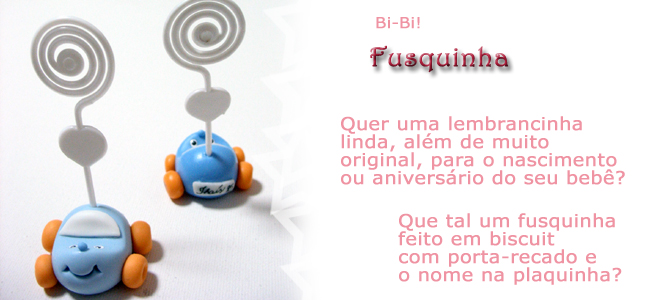 Bi-Bi!
Fusquinha
Quer uma lembrancinha
linda, além de muito
original, para o nascimento
ou aniversário do seu bebê?
Que tal um fusquinha
feito em biscuit
com porta-recado e
o nome na plaquinha?